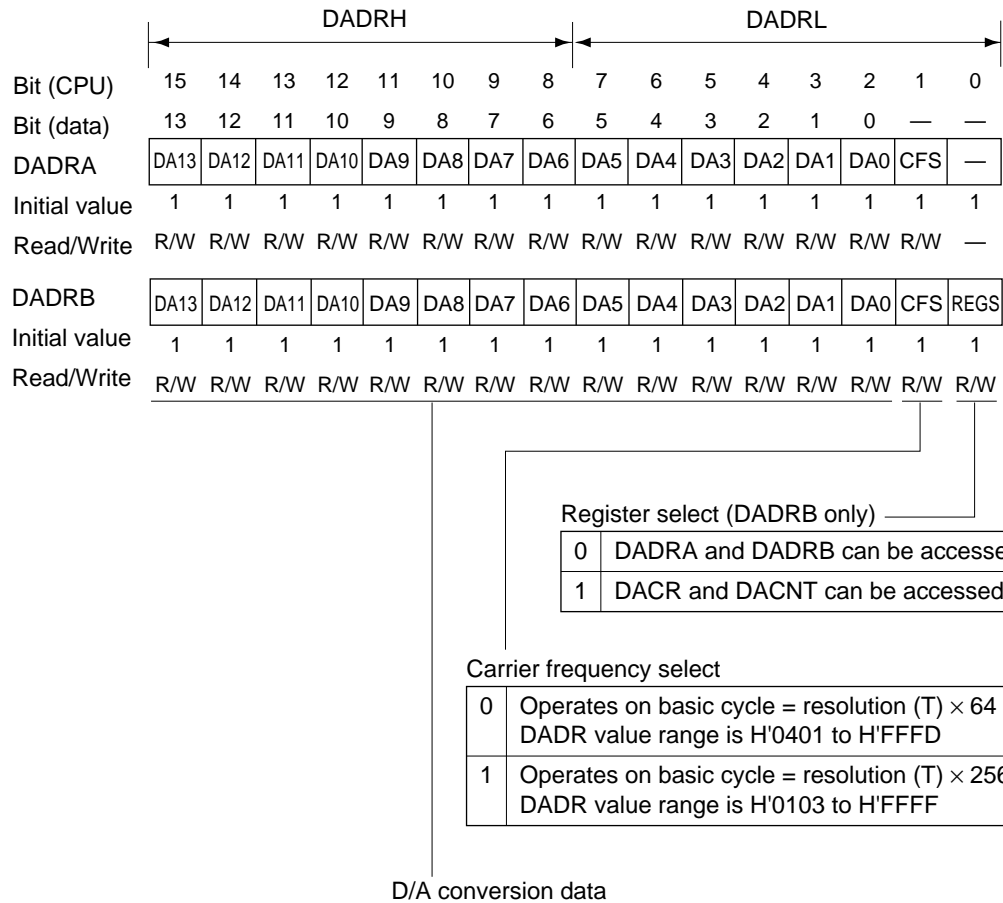 DADRH DADRL
Bit (CPU) 15 14 13 12 11 10 9 8 7 6 5 4 3 2 1 0
Bit (data) 13 12 11 10 9 8 7 6 5 4 3 2 1 0 — —
DADRA DA13 DA12 DA11 DA10 DA9 DA8 DA7 DA6 DA5 DA4 DA3 DA2 DA1 DA0 CFS —
Initial value 1 1 1 1 1 1 1 1 1 1 1 1 1 1 1 1
Read/Write R/W R/W R/W R/W R/W R/W R/W R/W R/W R/W R/W R/W R/W R/W R/W —
DADRB DA13 DA12 DA11 DA10 DA9 DA8 DA7 DA6 DA5 DA4 DA3 DA2 DA1 DA0 CFS REGS
Initial value 1 1 1 1 1 1 1 1 1 1 1 1 1 1 1 1
Read/Write R/W R/W R/W R/W R/W R/W R/W R/W R/W R/W R/W R/W R/W R/W R/W R/W
Register select (DADRB only)
0 DADRA and DADRB can be accesse
1 DACR and DACNT can be accessed
Carrier frequency select
0 Operates on basic cycle = resolution (T) × 64
DADR value range is H'0401 to H'FFFD
1 Operates on basic cycle = resolution (T) × 256
DADR value range is H'0103 to H'FFFF
D/A conversion data